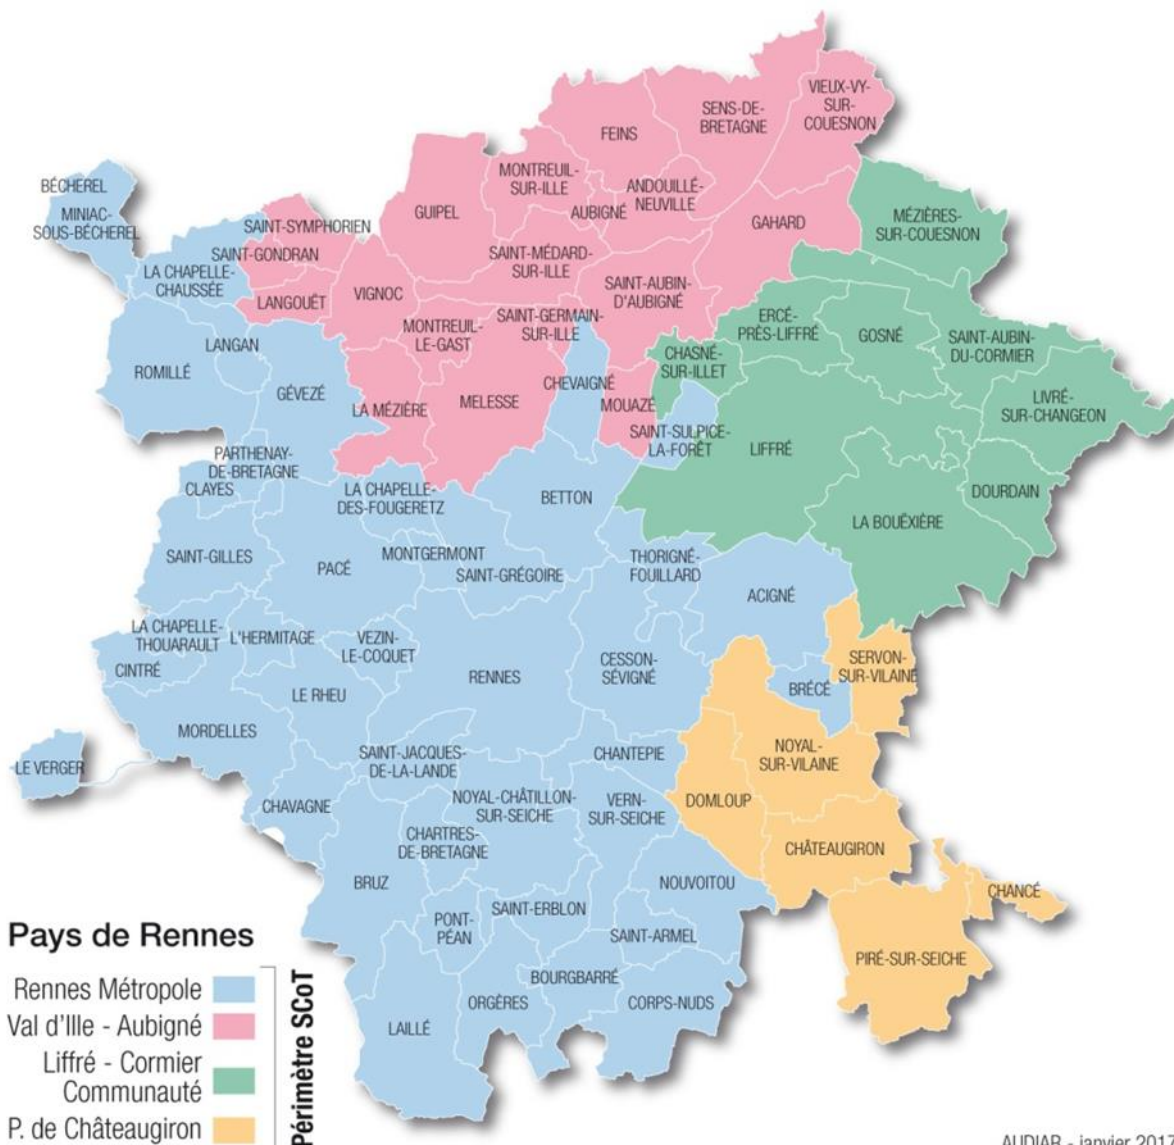 VIEUX-VY-
SUR-
COUESNON
SENS-DE-
BRETAGNE
FEINS
MONTREUIL-
SUR-ILLE
ANDOUILLÉ-
NEUVILLE
BÉCHEREL
MINIAC-
SOUS-BÉCHEREL
GUIPEL
AUBIGNÉ
GAHARD
MÉZIÈRES-
SUR-COUESNON
SAINT-SYMPHORIEN
SAINT-GONDRAN
LA CHAPELLE-
CHAUSSÉE
SAINT-MÉDARD-
SUR-ILLE
SAINT-AUBIN-
D'AUBIGNÉ
LANGOUËT
VIGNOC
MONTREUIL-
LE-GAST
SAINT-GERMAIN-
SUR-ILLE
ERCÉ-
PRÈS-LIFFRÉ
GOSNÉ
SAINT-AUBIN-
DU-CORMIER
LANGAN
ROMILLÉ
GÉVEZÉ
CHASNÉ-
SUR-ILLET
CHEVAIGNÉ
LA MÉZIÈRE
MELESSE
MOUAZÉ
LIVRÉ-
SUR-CHANGEON
SAINT-SULPICE-
LA-FORÊT
LIFFRÉ
PARTHENAY-
DE-BRETAGNE
CLAYES
LA CHAPELLE-
DES-FOUGERETZ
BETTON
DOURDAIN
LA BOUËXIÈRE
SAINT-GILLES
PACÉ
MONTGERMONT
SAINT-GRÉGOIRE
THORIGNÉ-
FOUILLARD
ACIGNÉ
LA CHAPELLE-
THOUARAULT
L'HERMITAGE
VEZIN-
LE-COQUET
CINTRÉ
LE RHEU
RENNES
CESSON-
SÉVIGNÉ
SERVON-
SUR-VILAINE
BRÉCÉ
MORDELLES
LE VERGER
SAINT-JACQUES-
DE-LA-LANDE
CHANTEPIE
NOYAL-
SUR-VILAINE
CHAVAGNE
NOYAL-CHÂTILLON-
SUR-SEICHE
VERN-
SUR-SEICHE
DOMLOUP
CHARTRES-
DE-BRETAGNE
CHÂTEAUGIRON
BRUZ
NOUVOITOU
CHANCÉ
PONT-
PÉAN
SAINT-ERBLON
SAINT-ARMEL
PIRÉ-SUR-SEICHE
BOURGBARRÉ
ORGÈRES
CORPS-NUDS
LAILLÉ
Pays de Rennes
Rennes Métropole
Val d'Ille - Aubigné
Liffré - Cormier
Communauté
P. de Châteaugiron
Périmètre SCoT
AUDIAR - janvier 2017